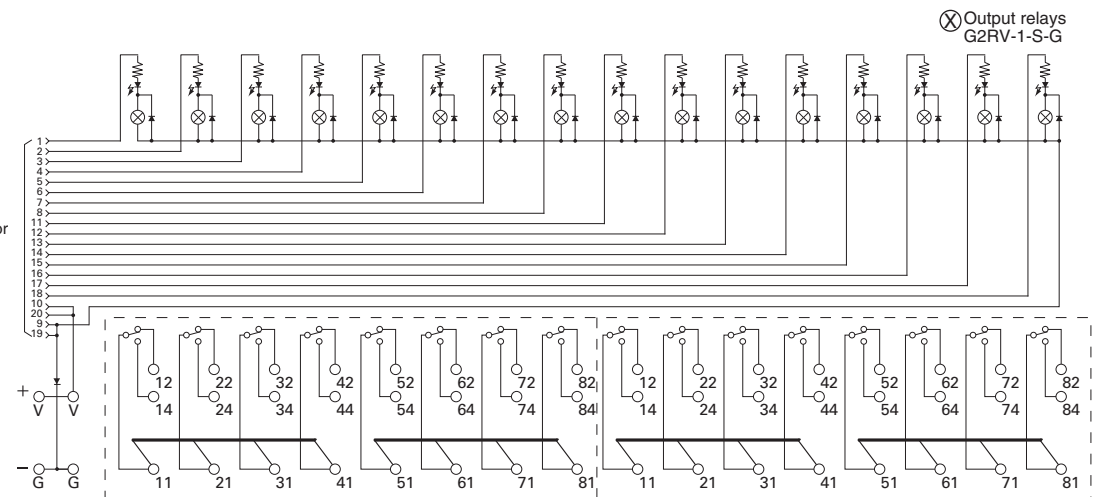 Output relays
G2RV-1-S-G
1
2
3
4
5
6
7
8
11
12
13
14
15
16
17
18
10
20
9
19
or
12 22 32 42 52 62 72 82 12 22 32 42 52 62 72 82
+ V V
14 24 34 44 54 64 74 84 14 24 34 44 54 64 74 84
− G G
11 21 31 41 51 61 71 81 11 21 31 41 51 61 71 81